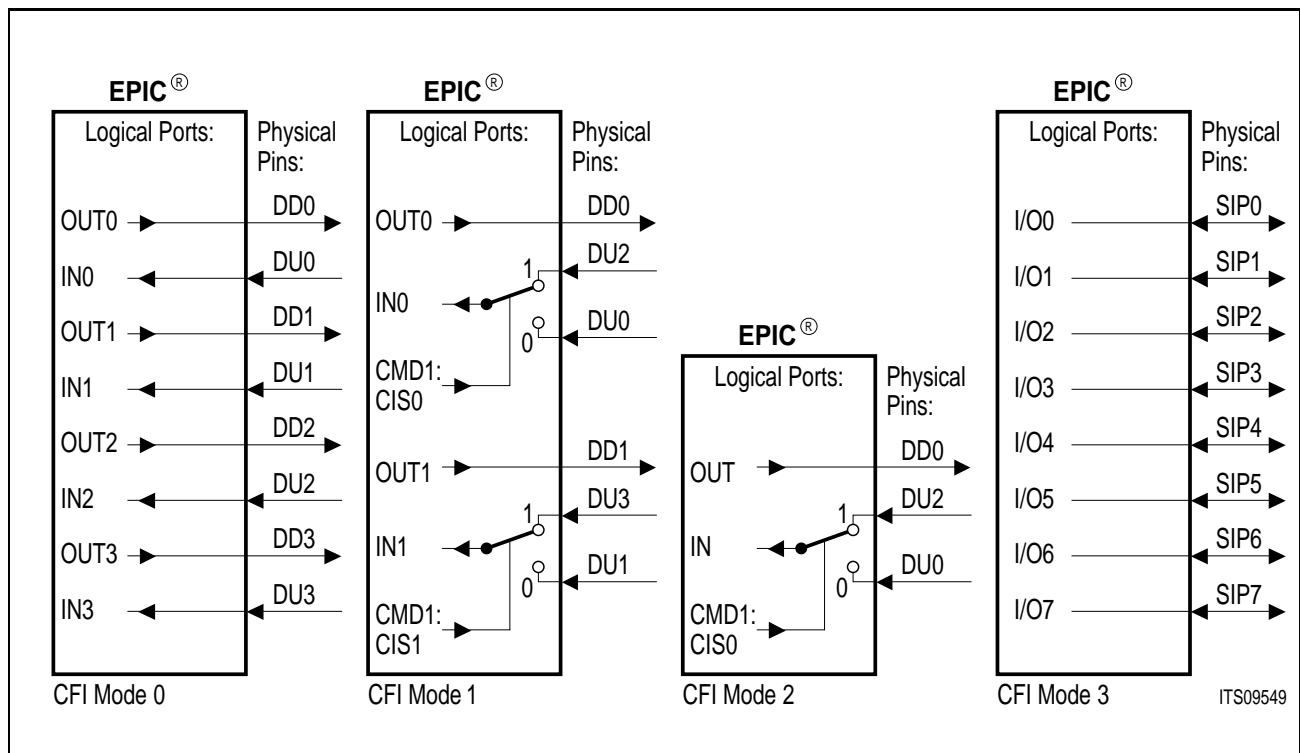 EPIC®
Logical Ports:
Physical
Pins:
OUT0
DD0
IN0
DU0
OUT1
DD1
IN1
DU1
OUT2
DD2
IN2
DU2
OUT3
DD3
IN3
DU3
CFI Mode 0
EPIC®
Logical Ports:
Physical
Pins:
OUT0
DD0
1
DU2
IN0
0
DU0
CMD1:
CIS0
OUT1
DD1
1
DU3
IN1
0
DU1
CMD1:
CIS1
CFI Mode 1
EPIC®
Logical Ports:
Physical
Pins:
OUT
DD0
1
DU2
IN
0
DU0
CMD1:
CIS0
CFI Mode 2
EPIC®
Logical Ports:
Physical
Pins:
I/O0
SIP0
I/O1
SIP1
I/O2
SIP2
I/O3
SIP3
I/O4
SIP4
I/O5
SIP5
I/O6
SIP6
I/O7
SIP7
CFI Mode 3
ITS09549